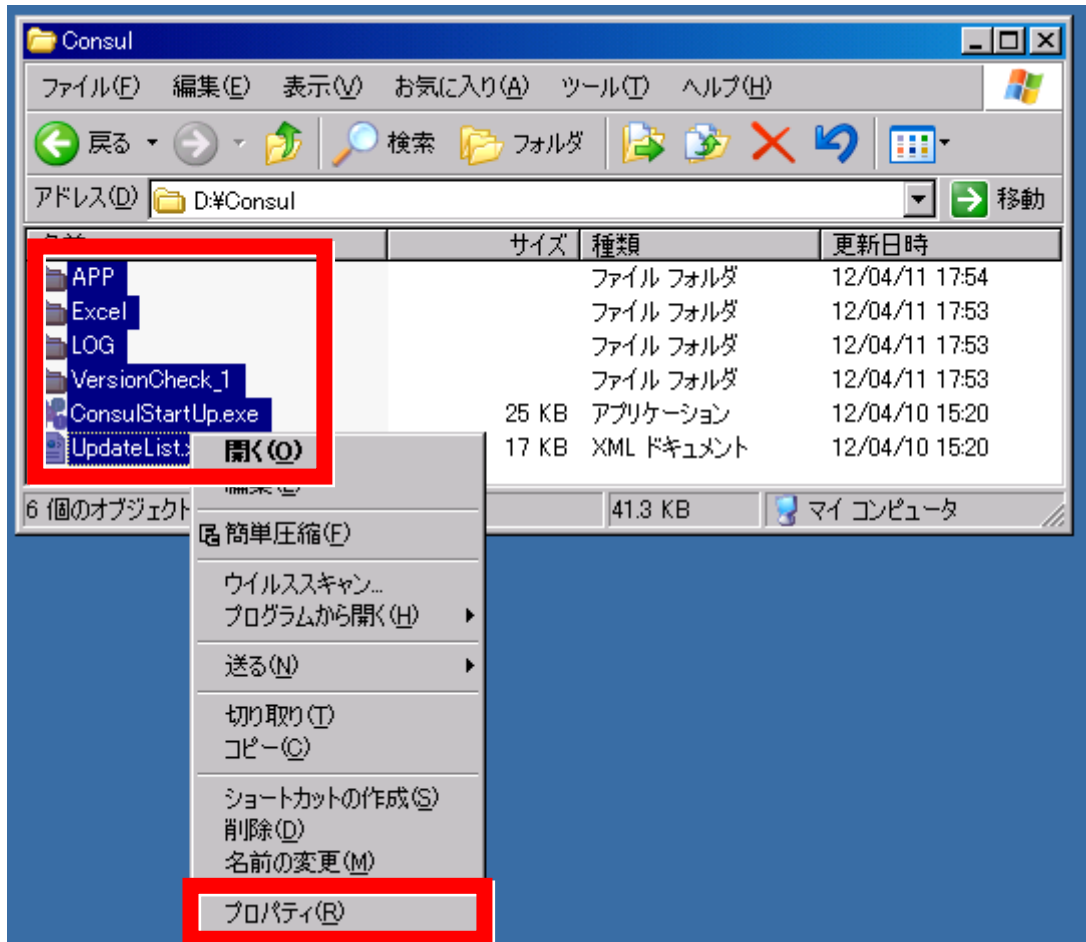 Consul
ファイル(F) 編集(E) 表示(V) お気に入り(A) ツール(T) ヘルプ(H)
戻る 検索 フォルダ
アドレス(D) D:¥Consul 移動
名前 サイズ 種類 更新日時
APP ファイル フォルダ 12/04/11 17:54
Excel ファイル フォルダ 12/04/11 17:53
LOG ファイル フォルダ 12/04/11 17:53
VersionCheck_1 ファイル フォルダ 12/04/11 17:53
ConsulStartUp.exe 25 KB アプリケーション 12/04/10 15:20
UpdateList.x 17 KB XML ドキュメント 12/04/10 15:20
6 個のオブジェクト 41.3 KB マイ コンピュータ
開く(O)
編集(E)
簡単圧縮(F)
ウイルススキャン...
プログラムから開く(H)
送る(N)
切り取り(T)
コピー(C)
ショートカットの作成(S)
削除(D)
名前の変更(M)
プロパティ(R)